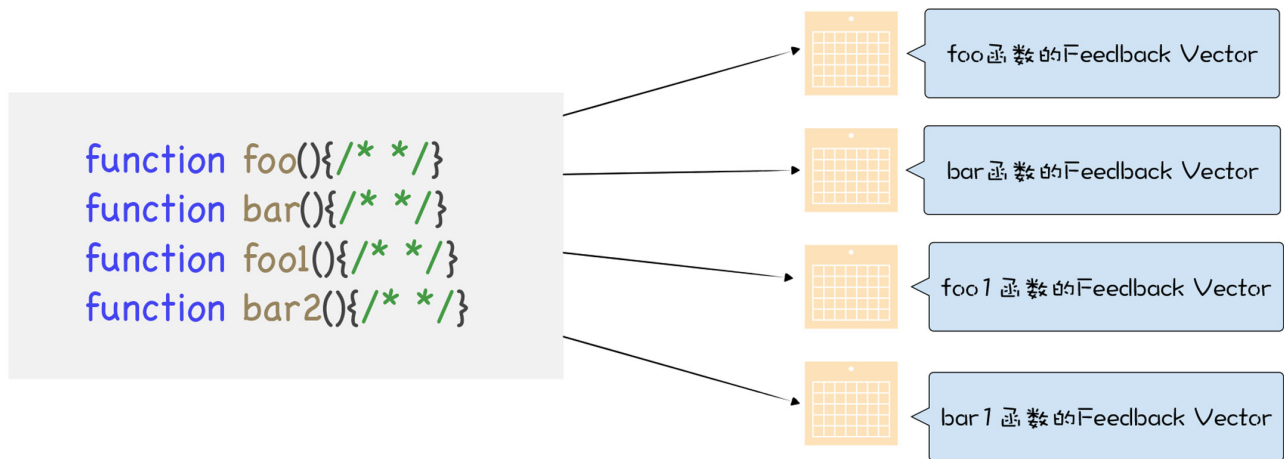 function foo(){/* */}
function bar(){/* */}
function foo1(){/* */}
function bar2(){/* */}
foo函数的Feedback Vector
bar函数的Feedback Vector
foo1函数的Feedback Vector
bar1函数的Feedback Vector